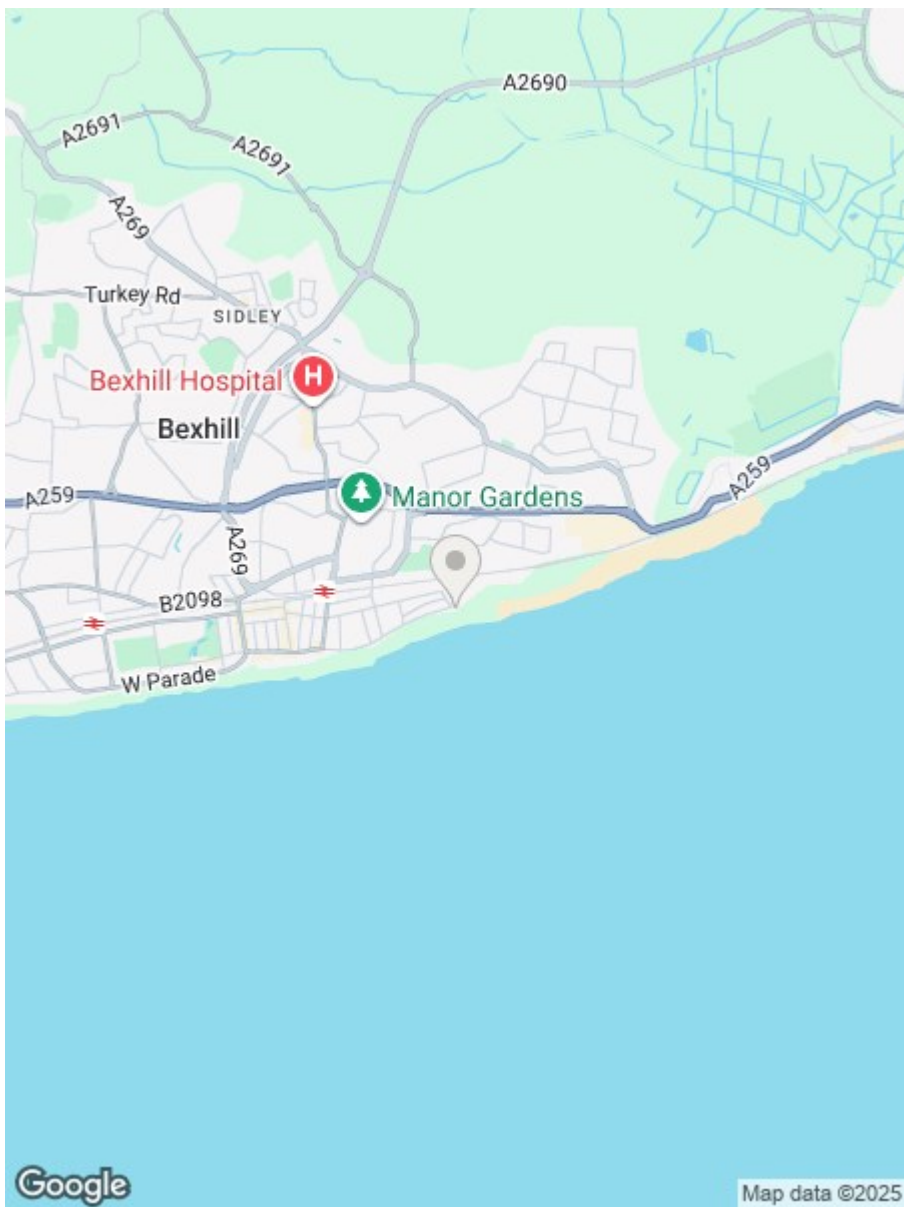 A2690
A2691
A2691
A269
Turkey Rd
SIDLEY
Bexhill Hospital
H
Bexhill
Manor Gardens
A259
A259
A269
B2098
W Parade
Google
Map data ©2025